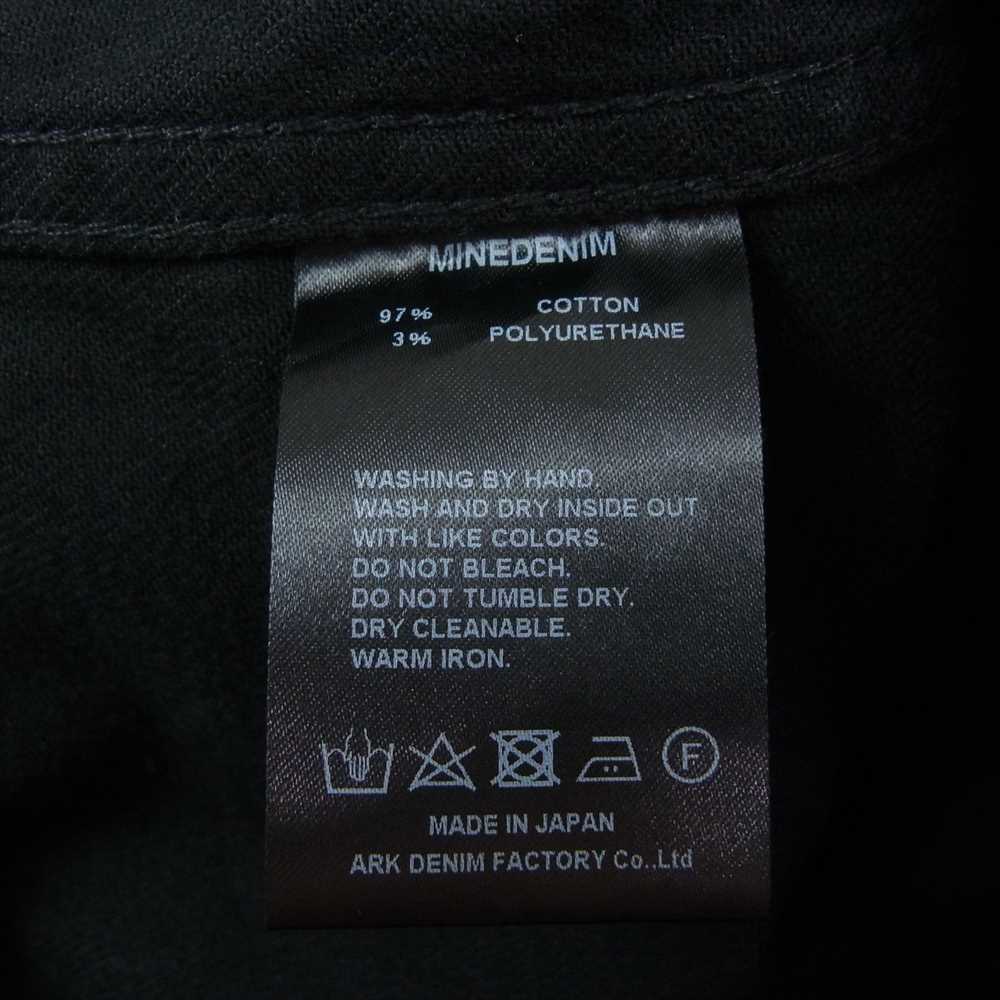 MINEDENIM
97% COTTON
3% POLYURETHANE
WASHING BY HAND.
WASH AND DRY INSIDE OUT
WITH LIKE COLORS.
DO NOT BLEACH.
DO NOT TUMBLE DRY.
DRY CLEANABLE.
WARM IRON.
F
MADE IN JAPAN
ARK DENIM FACTORY Co.,Ltd